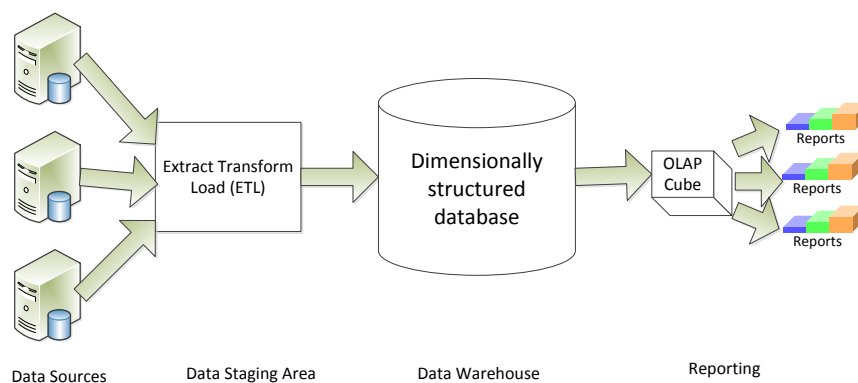 Extract Transform
Load (ETL)
Dimensionally
structured
database
OLAP
Cube
Reports
Reports
Reports
Data Sources
Data Staging Area
Data Warehouse
Reporting